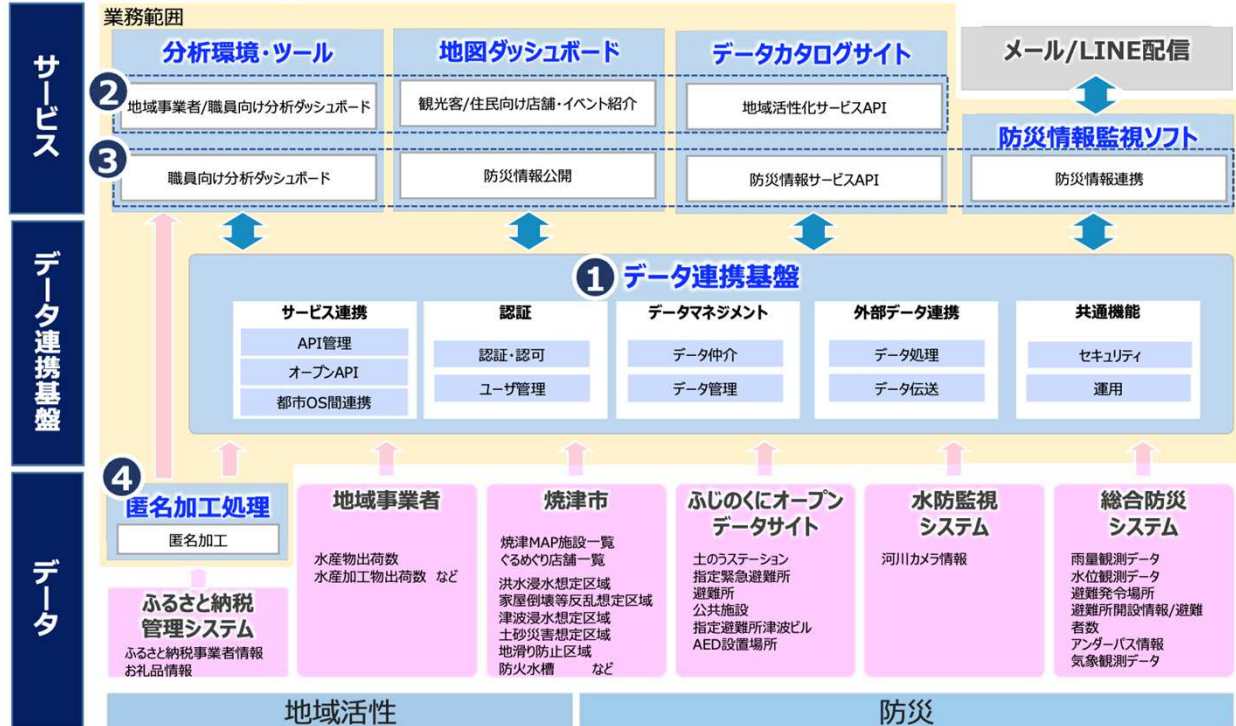 業務範囲
サービス
分析環境・ツール
地図ダッシュボード
データカタログサイト
メール/LINE配信
❷
地域事業者/職員向け分析ダッシュボード
観光客/住民向け店舗・イベント紹介
地域活性化サービスAPI
防災情報監視ソフト
❸
職員向け分析ダッシュボード
防災情報公開
防災情報サービスAPI
防災情報連携
データ連携基盤
❶データ連携基盤
サービス連携
API管理
オープンAPI
都市OS間連携
認証
認証・認可
ユーザ管理
データマネジメント
データ仲介
データ管理
外部データ連携
データ処理
データ伝送
共通機能
セキュリティ
運用
データ
❹
匿名加工処理
匿名加工
ふるさと納税
管理システム
ふるさと納税事業者情報
お礼品情報
地域事業者
水産物出荷数
水産加工物出荷数 など
焼津市
焼津MAP施設一覧
ぐるめぐり店舗一覧
洪水浸水想定区域
家屋倒壊等反乱想定区域
津波浸水想定区域
土砂災害想定区域
地滑り防止区域
防火水槽 など
ふじのくにオープン
データサイト
土のうステーション
指定緊急避難所
避難所
公共施設
指定避難所津波ビル
AED設置場所
水防監視
システム
河川カメラ情報
総合防災
システム
雨量観測データ
水位観測データ
避難発令場所
避難所開設情報/避難
者数
アンダーパス情報
気象観測データ
地域活性
防災